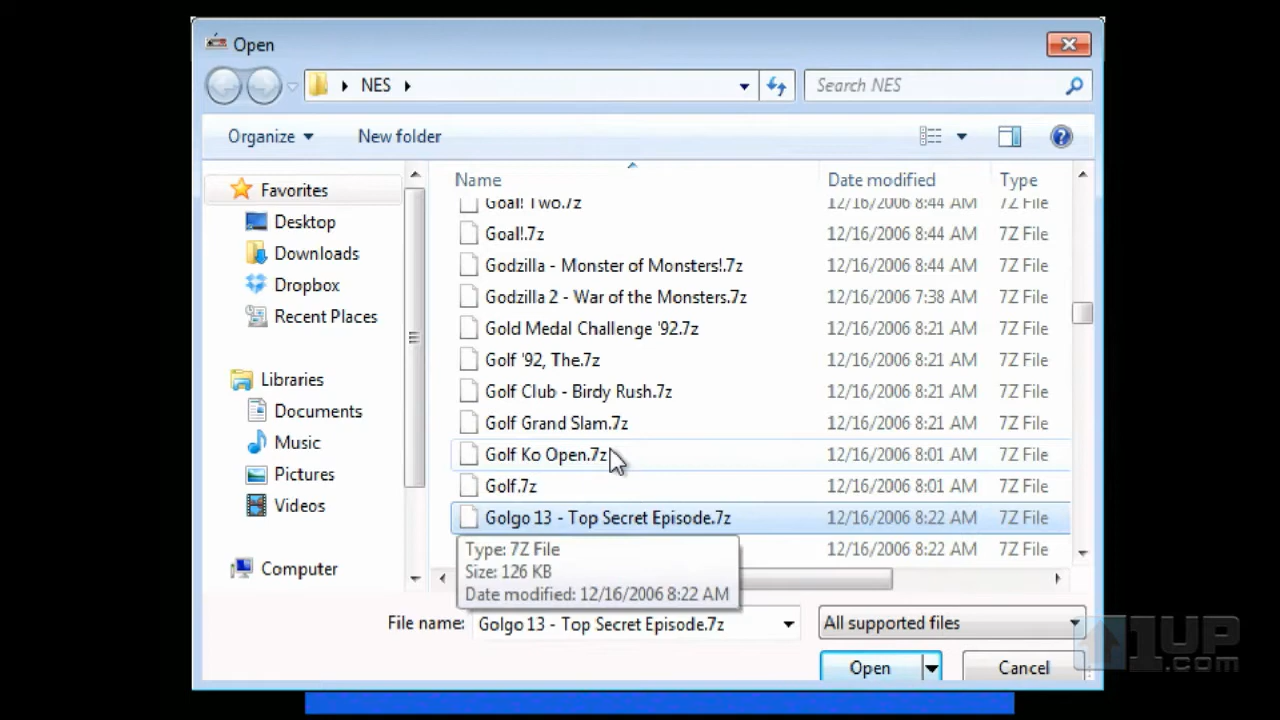 Open
NES
Search NES
Organize
New folder
Name
Date modified
Type
Favorites
Desktop
Downloads
Dropbox
Recent Places
Libraries
Documents
Music
Pictures
Videos
Computer
Goal! Two.7z 12/16/2006 8:44 AM 7Z File
Goal!.7z 12/16/2006 8:44 AM 7Z File
Godzilla - Monster of Monsters!.7z 12/16/2006 8:44 AM 7Z File
Godzilla 2 - War of the Monsters.7z 12/16/2006 7:38 AM 7Z File
Gold Medal Challenge '92.7z 12/16/2006 8:21 AM 7Z File
Golf '92, The.7z 12/16/2006 8:21 AM 7Z File
Golf Club - Birdy Rush.7z 12/16/2006 8:21 AM 7Z File
Golf Grand Slam.7z 12/16/2006 8:21 AM 7Z File
Golf Ko Open.7z 12/16/2006 8:01 AM 7Z File
Golf.7z 12/16/2006 8:01 AM 7Z File
Golgo 13 - Top Secret Episode.7z 12/16/2006 8:22 AM 7Z File
12/16/2006 8:22 AM 7Z File
Type: 7Z File
Size: 126 KB
Date modified: 12/16/2006 8:22 AM
File name: Golgo 13 - Top Secret Episode.7z
All supported files
Open
Cancel
1UP
.com